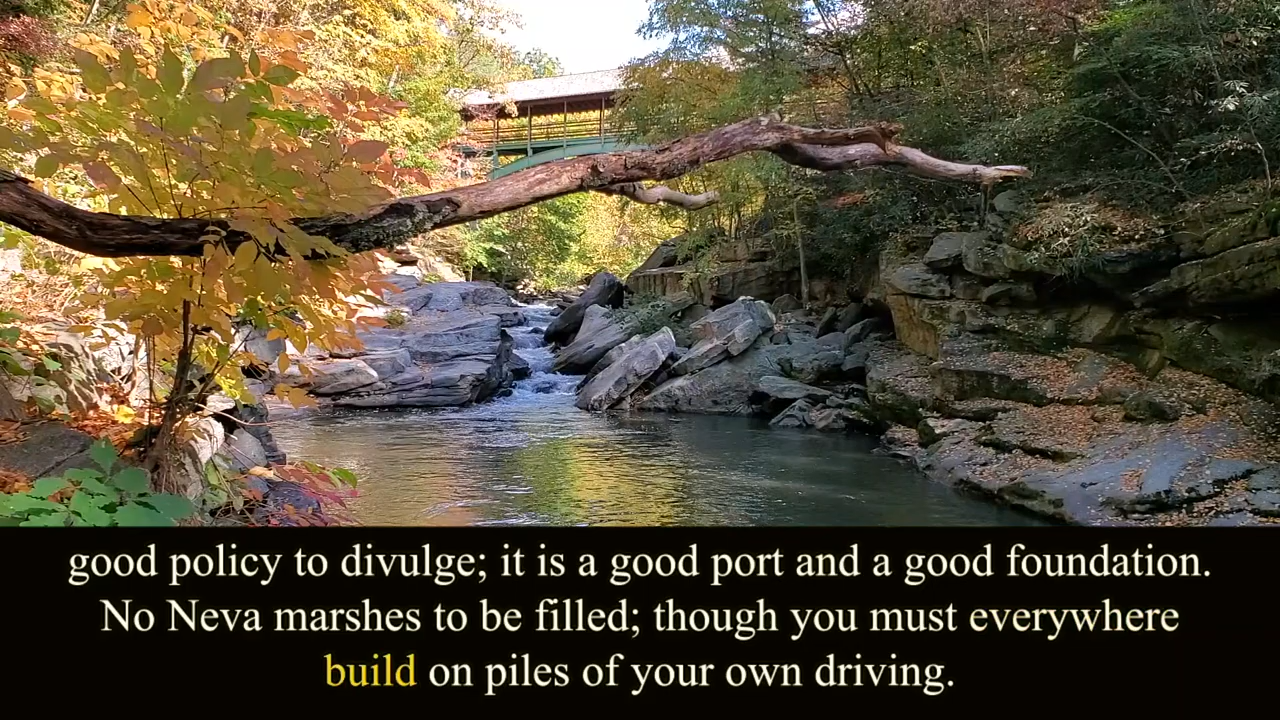 good policy to divulge; it is a good port and a good foundation.
No Neva marshes to be filled; though you must everywhere
build on piles of your own driving.